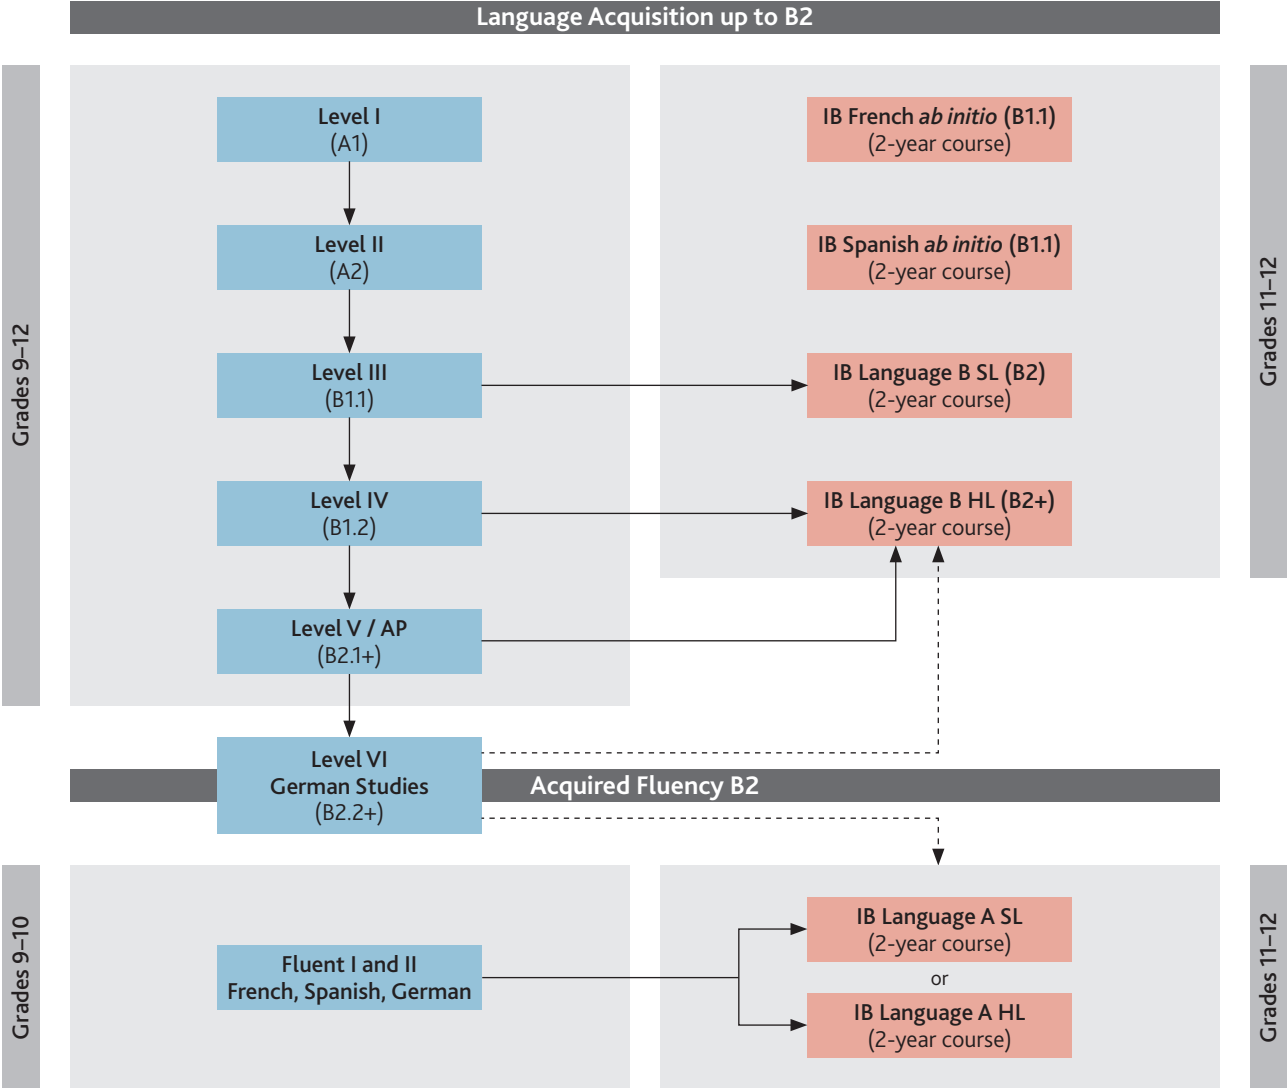 Language Acquisition up to B2
Grades 9–12
Level I
(A1)
Level II
(A2)
Level III
(B1.1)
Level IV
(B1.2)
Level V / AP
(B2.1+)
Level VI
German Studies
(B2.2+)
IB French ab initio (B1.1)
(2-year course)
IB Spanish ab initio (B1.1)
(2-year course)
IB Language B SL (B2)
(2-year course)
IB Language B HL (B2+)
(2-year course)
Grades 11–12
Acquired Fluency B2
Grades 9–10
Fluent I and II
French, Spanish, German
IB Language A SL
(2-year course)
or
IB Language A HL
(2-year course)
Grades 11–12